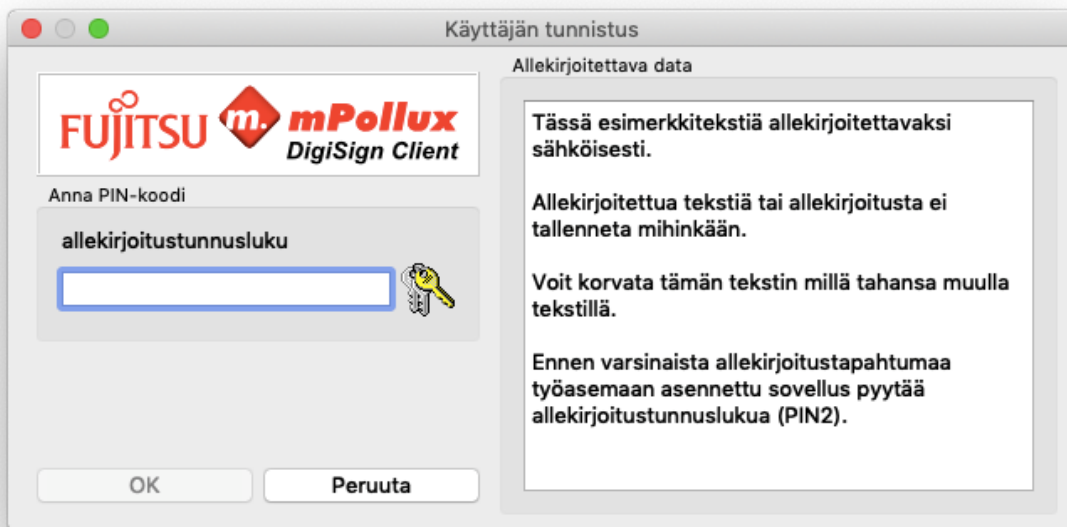 Käyttäjän tunnistus
FUJITSU m. mPollux
DigiSign Client
Anna PIN-koodi
allekirjoitustunnusluku
OK
Peruuta
Allekirjoitettava data
Tässä esimerkkitekstiä allekirjoitettavaksi
sähköisesti.
Allekirjoitettua tekstiä tai allekirjoitusta ei
tallenneta mihinkään.
Voit korvata tämän tekstin millä tahansa muulla
tekstillä.
Ennen varsinaista allekirjoitustapahtumaa
työasemaan asennettu sovellus pyytää
allekirjoitustunnuslukua (PIN2).